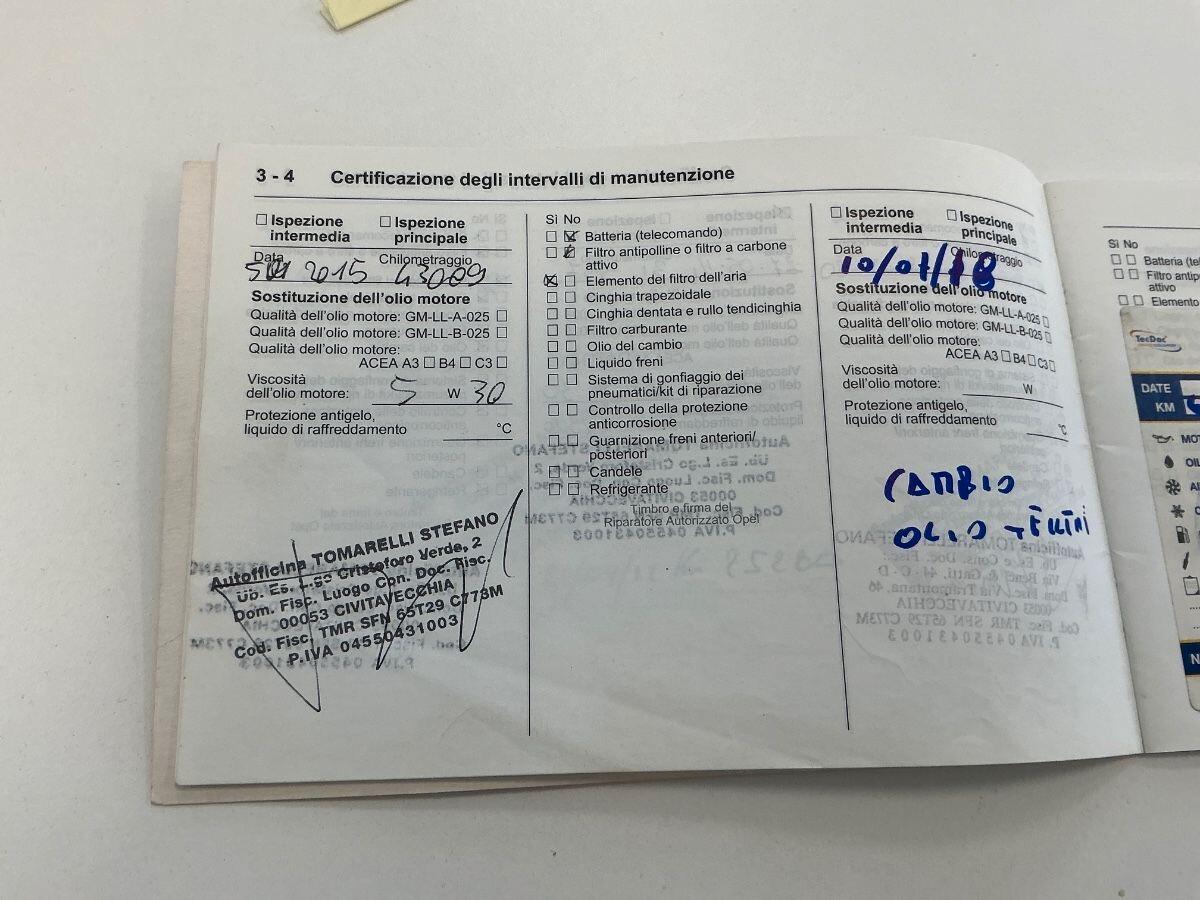 3 - 4 Certificazione degli intervalli di manutenzione
☐ Ispezione intermedia ☐ Ispezione principale
Data Chilometraggio
2015 43009
Sostituzione dell'olio motore
Qualità dell'olio motore: GM-LL-A-025 ☐
Qualità dell'olio motore: GM-LL-B-025 ☐
Qualità dell'olio motore:
ACEA A3 ☐ B4 ☐ C3 ☐
Viscosità
dell'olio motore: 5 W 30
Protezione antigelo,
liquido di raffreddamento °C
Autofficina TOMARELLI STEFANO
Ub. Es. L.go Cristoforo Verde, 2
Dom. Fisc. Luogo Con. Doc. Fisc.
00053 CIVITAVECCHIA
Cod. Fisc. TMR SFN 65T29 C773M
P.IVA 04550431003
Sì No
☐ ☒ Batteria (telecomando)
☐ ☒ Filtro antipolline o filtro a carbone
attivo
☒ ☐ Elemento del filtro dell'aria
☐ ☐ Cinghia trapezoidale
☐ ☐ Cinghia dentata e rullo tendicinghia
☐ ☐ Filtro carburante
☐ ☐ Olio del cambio
☐ ☐ Liquido freni
☐ ☐ Sistema di gonfiaggio dei
pneumatici/kit di riparazione
☐ ☐ Controllo della protezione
anticorrosione
☐ ☐ Guarnizione freni anteriori/
posteriori
☐ ☐ Candele
☐ ☐ Refrigerante
Timbro e firma del
Riparatore Autorizzato Opel
☐ Ispezione intermedia ☐ Ispezione principale
Data Chilometraggio
10/01/18
Sostituzione dell'olio motore
Qualità dell'olio motore: GM-LL-A-025 ☐
Qualità dell'olio motore: GM-LL-B-025 ☐
Qualità dell'olio motore:
ACEA A3 ☐ B4 ☐ C3 ☐
Viscosità
dell'olio motore: W
Protezione antigelo,
liquido di raffreddamento °C
CAMBIO
OLIO - FILTRI
Sì No
☐ ☐ Batteria
☐ ☐ Filtro
attivo
☐ ☐ Elemento
TecDoc
DATE
KM